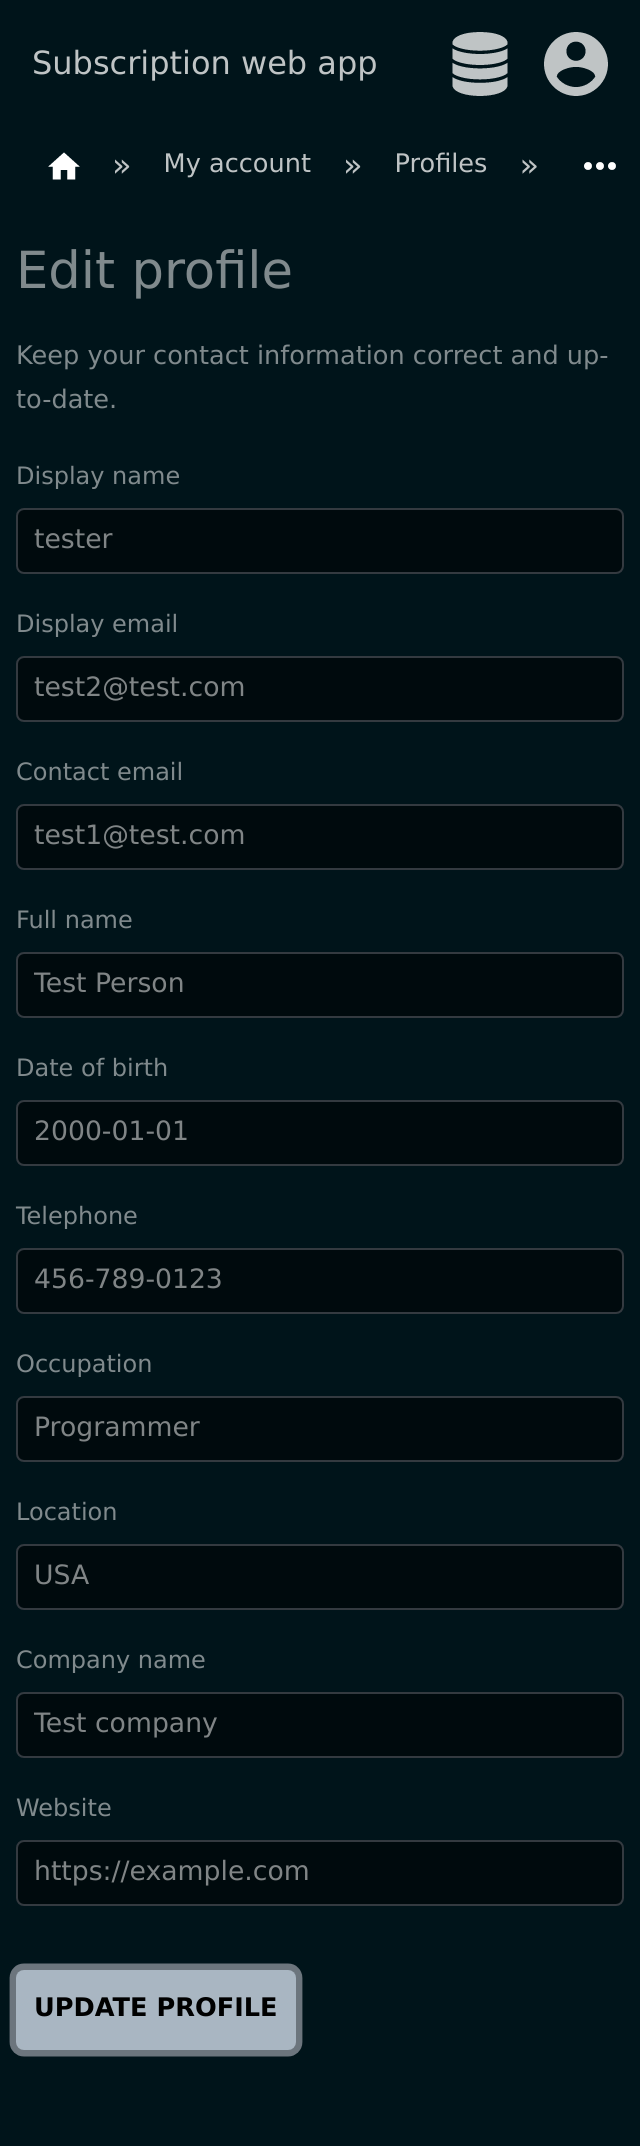 Subscription web app
» My account » Profiles » •••
Edit profile
Keep your contact information correct and up-
to-date.
Display name
tester
Display email
test2@test.com
Contact email
test1@test.com
Full name
Test Person
Date of birth
2000-01-01
Telephone
456-789-0123
Occupation
Programmer
Location
USA
Company name
Test company
Website
https://example.com
UPDATE PROFILE